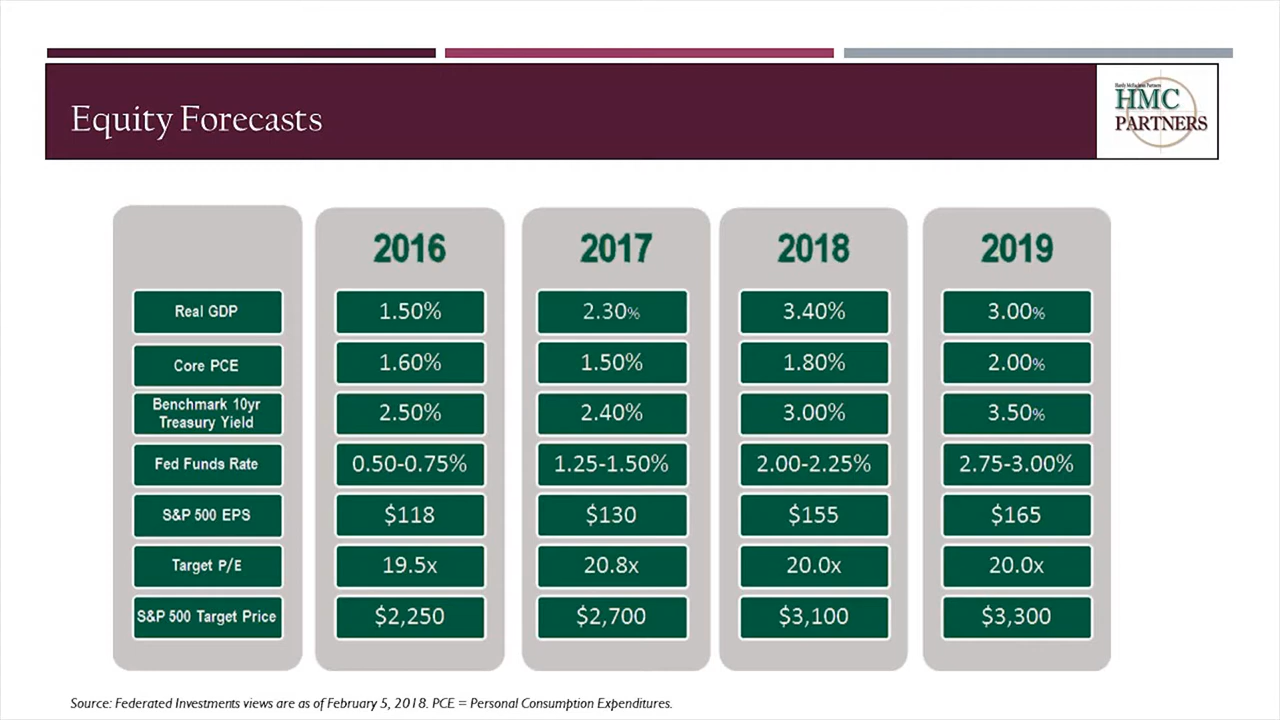 Equity Forecasts
Hardy McFadden Partners
HMC
PARTNERS
2016 2017 2018 2019
Real GDP 1.50% 2.30% 3.40% 3.00%
Core PCE 1.60% 1.50% 1.80% 2.00%
Benchmark 10yr
Treasury Yield 2.50% 2.40% 3.00% 3.50%
Fed Funds Rate 0.50-0.75% 1.25-1.50% 2.00-2.25% 2.75-3.00%
S&P 500 EPS $118 $130 $155 $165
Target P/E 19.5x 20.8x 20.0x 20.0x
S&P 500 Target Price $2,250 $2,700 $3,100 $3,300
Source: Federated Investments views are as of February 5, 2018. PCE = Personal Consumption Expenditures.